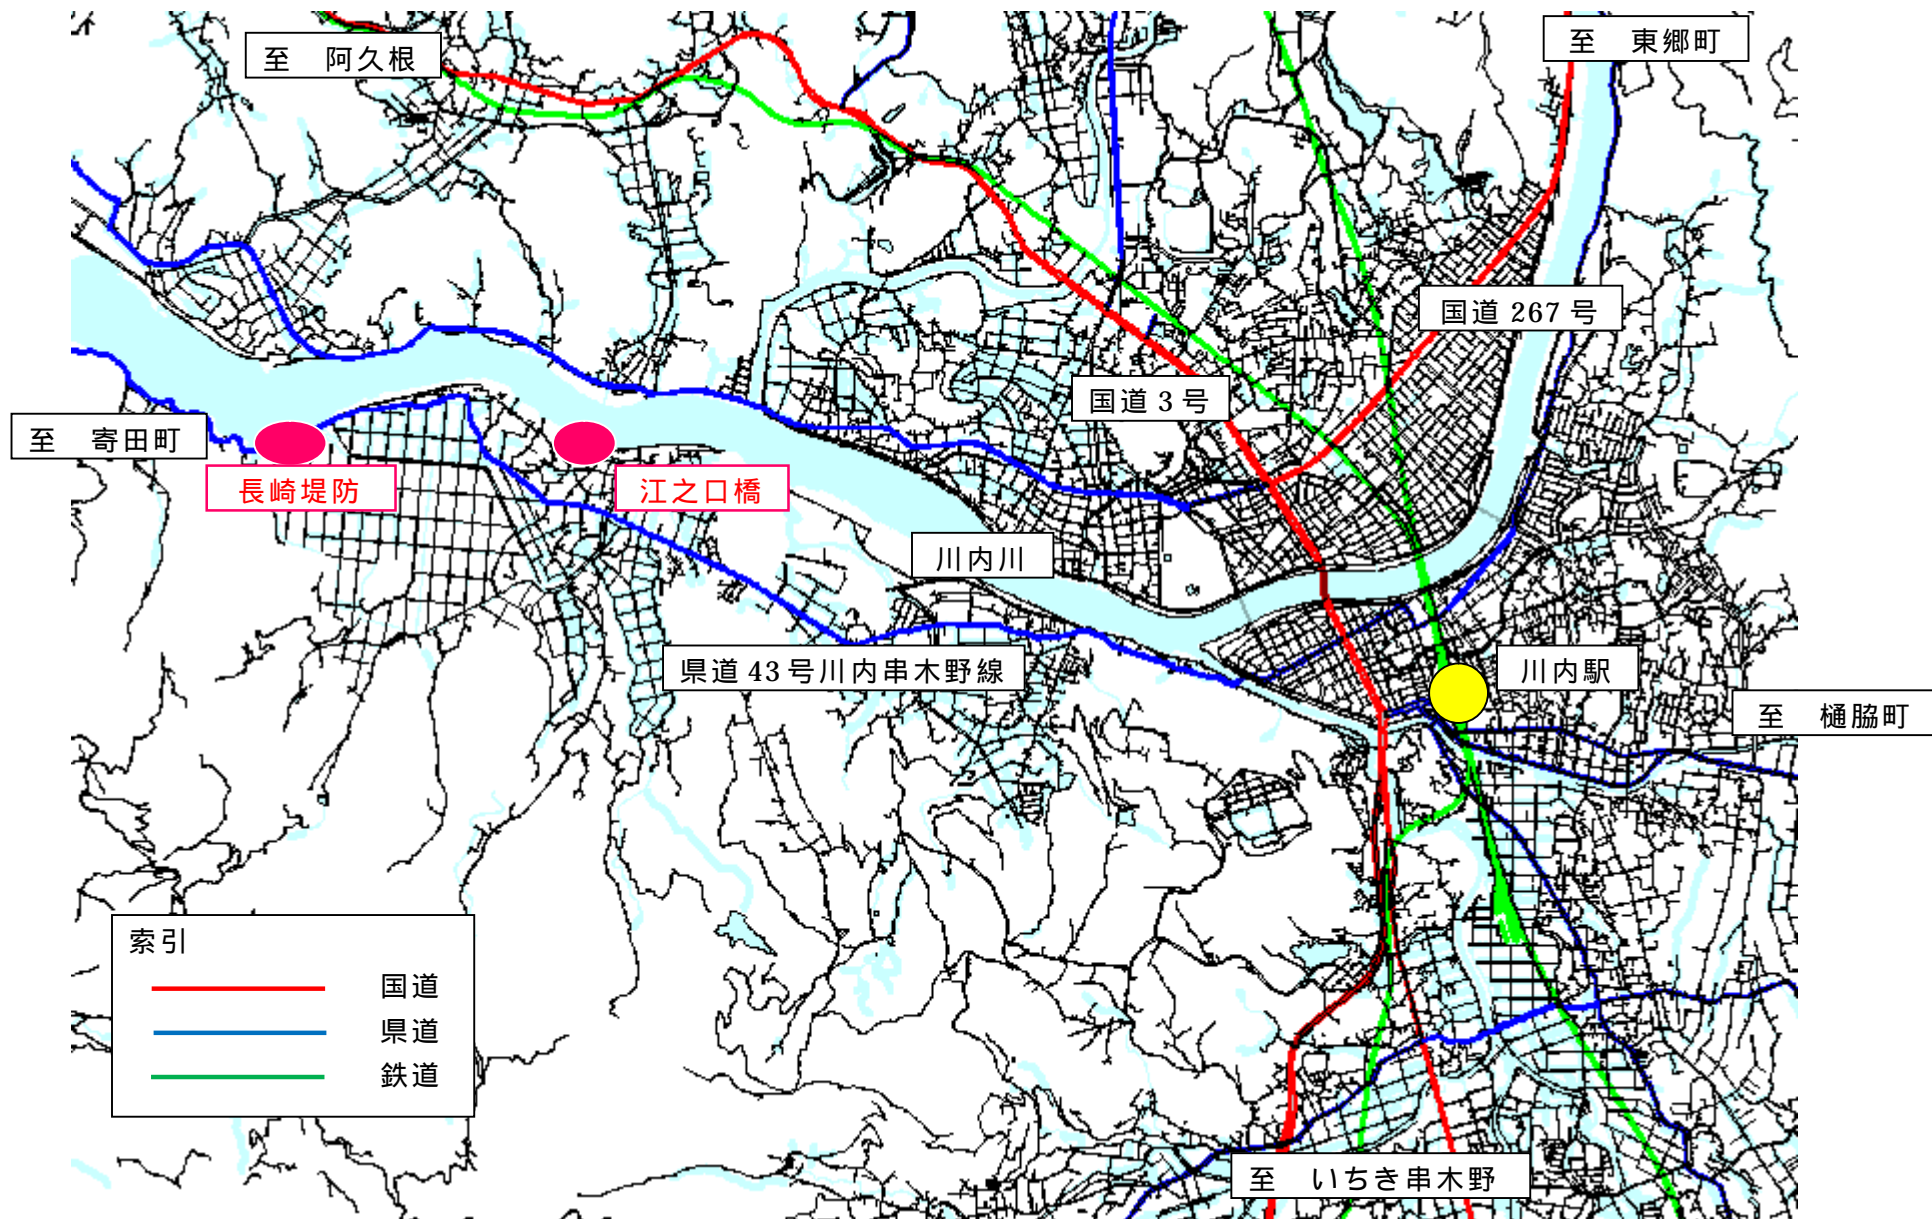 至 阿久根
至 東郷町
国道 267 号
国道 3 号
至 寄田町
長崎堤防
江之口橋
川内川
県道 43 号川内串木野線
川内駅
至 樋脇町
索引
国道
県道
鉄道
至 いちき串木野